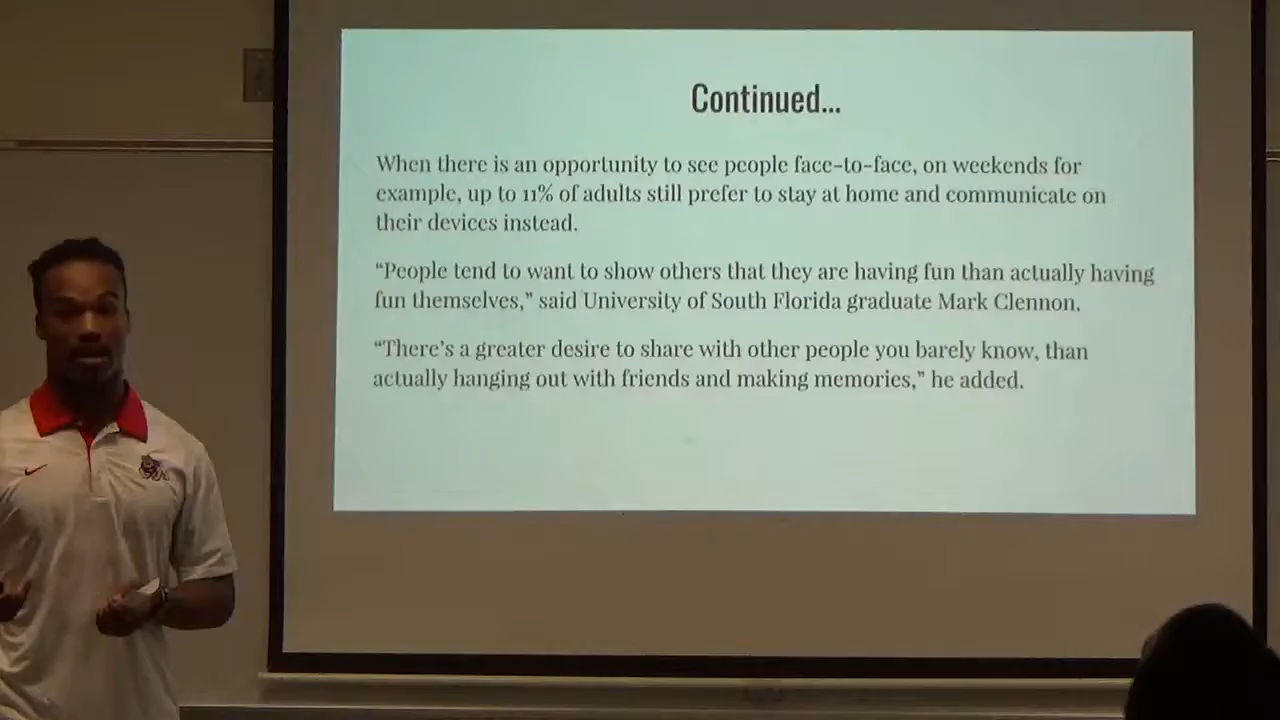 Continued...
When there is an opportunity to see people face-to-face, on weekends for
example, up to 11% of adults still prefer to stay at home and communicate on
their devices instead.
“People tend to want to show others that they are having fun than actually having
fun themselves,” said University of South Florida graduate Mark Clennon.
“There’s a greater desire to share with other people you barely know, than
actually hanging out with friends and making memories,” he added.